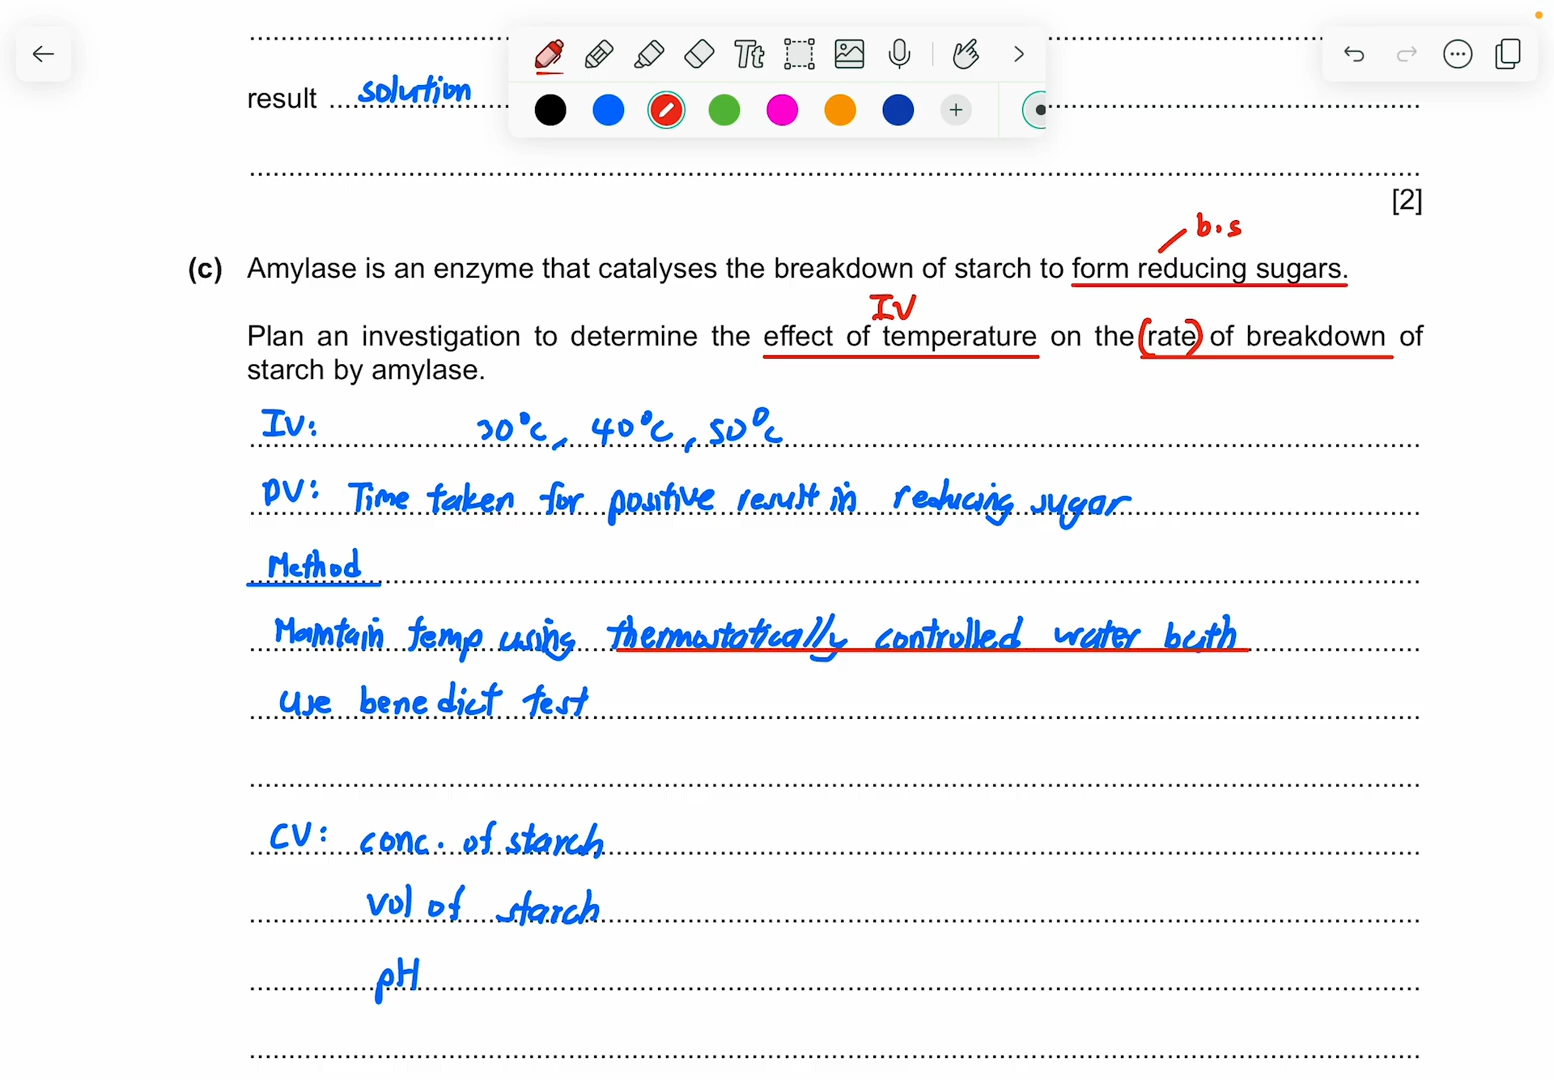 Tt
result ... solution
[2]
b.s
(c) Amylase is an enzyme that catalyses the breakdown of starch to form reducing sugars.
IV
Plan an investigation to determine the effect of temperature on the (rate) of breakdown of
starch by amylase.
IV: 30°C, 40°C, 50°C
DV: Time taken for positive result in reducing sugar
Method
Maintain temp using thermostatically controlled water bath
Use benedict test
CV: conc. of starch
vol of starch
pH